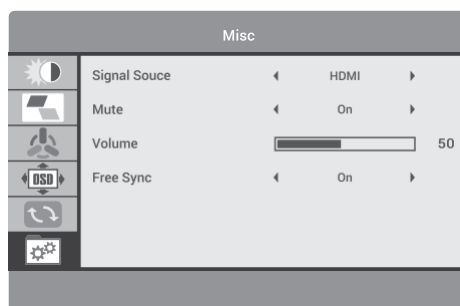 Misc
Signal Souce HDMI
Mute On
Volume 50
Free Sync On
OSD